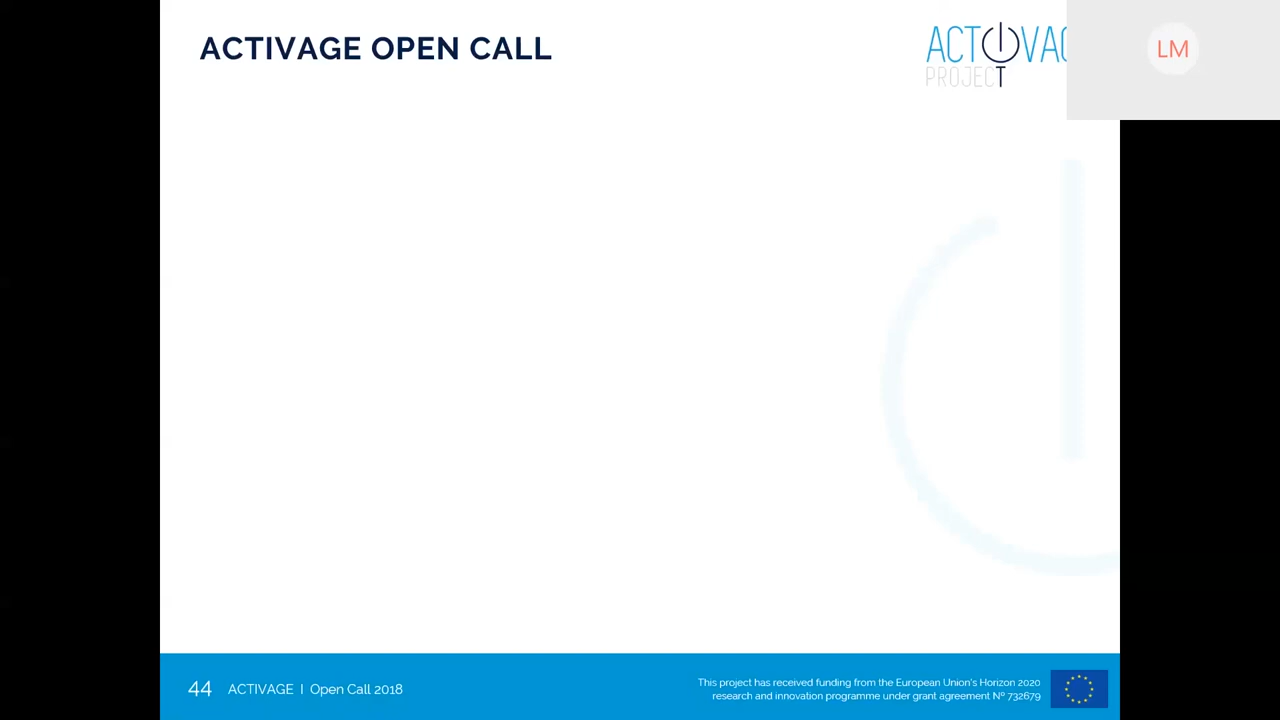 ACTIVAGE OPEN CALL
LM
PROJECT
44 ACTIVAGE I Open Call 2018
This project has received funding from the European Union's Horizon 2020
research and innovation programme under grant agreement Nº 732679